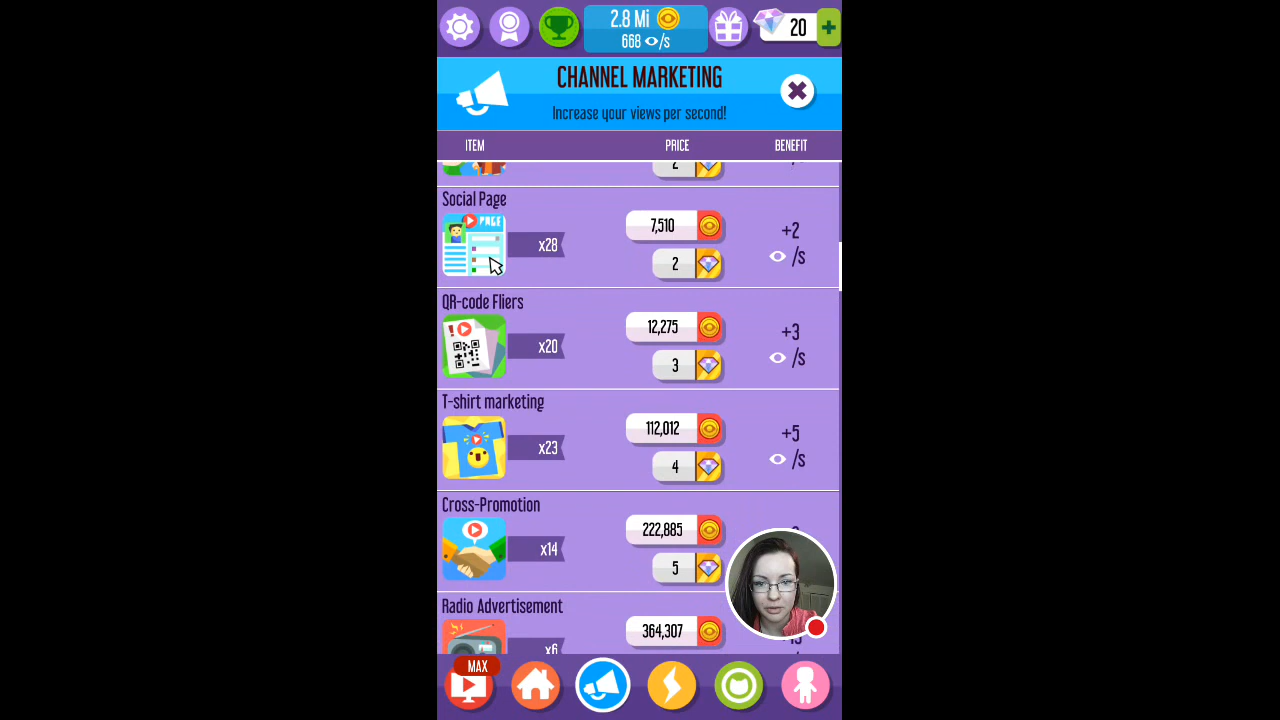 2.8 Mi
668 /s
20
CHANNEL MARKETING
Increase your views per second!
ITEM PRICE BENEFIT
2
Social Page
PAGE
x28
7,510
2
+2
/s
QR-code Fliers
x20
12,275
3
+3
/s
T-shirt marketing
x23
112,012
4
+5
/s
Cross-Promotion
x14
222,885
5
Radio Advertisement
x6
364,307
MAX